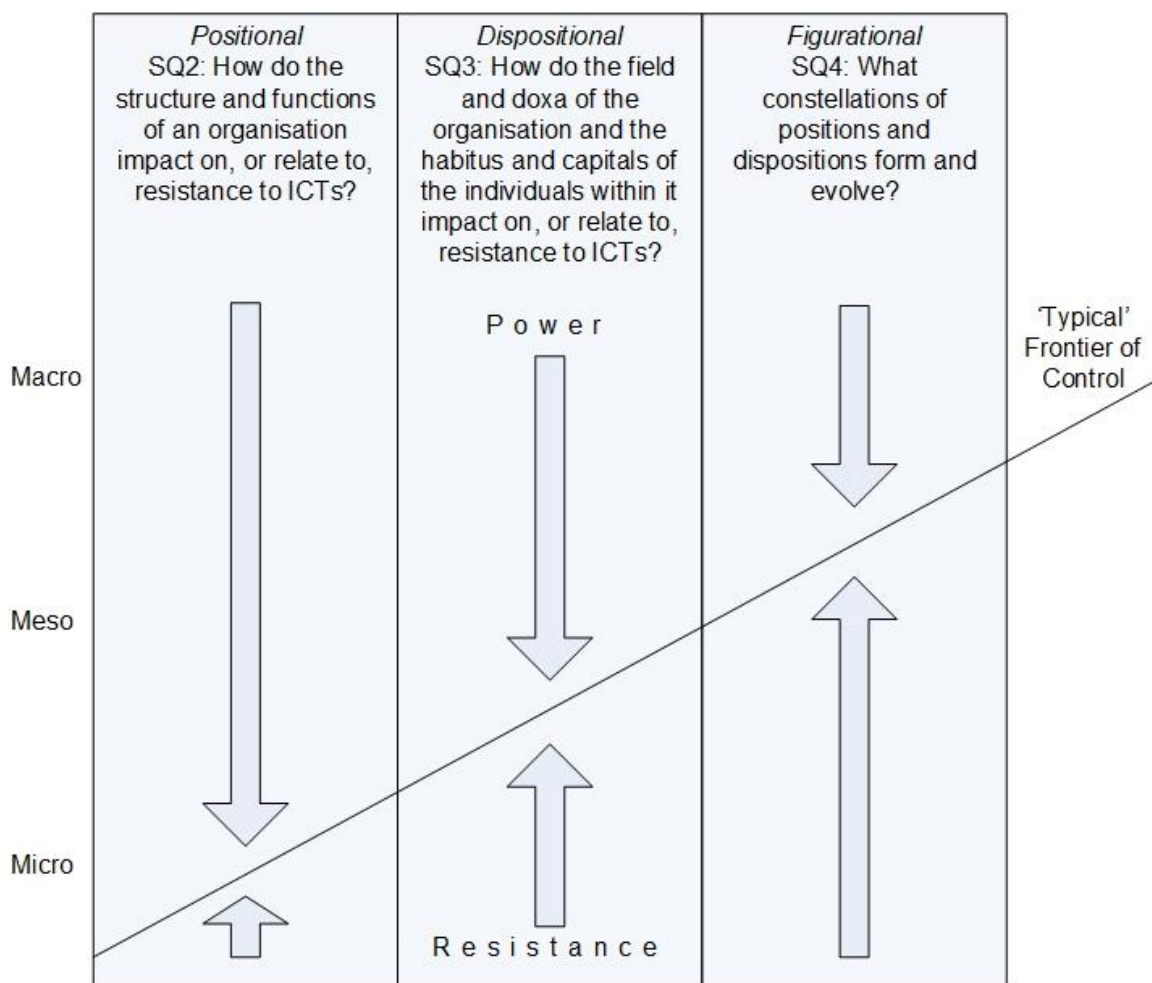 Positional
SQ2: How do the
structure and functions
of an organisation
impact on, or relate to,
resistance to ICTs?
Dispositional
SQ3: How do the field
and doxa of the
organisation and the
habitus and capitals of
the individuals within it
impact on, or relate to,
resistance to ICTs?
Figurational
SQ4: What
constellations of
positions and
dispositions form and
evolve?
Power
'Typical'
Frontier of
Control
Macro
Meso
Micro
Resistance